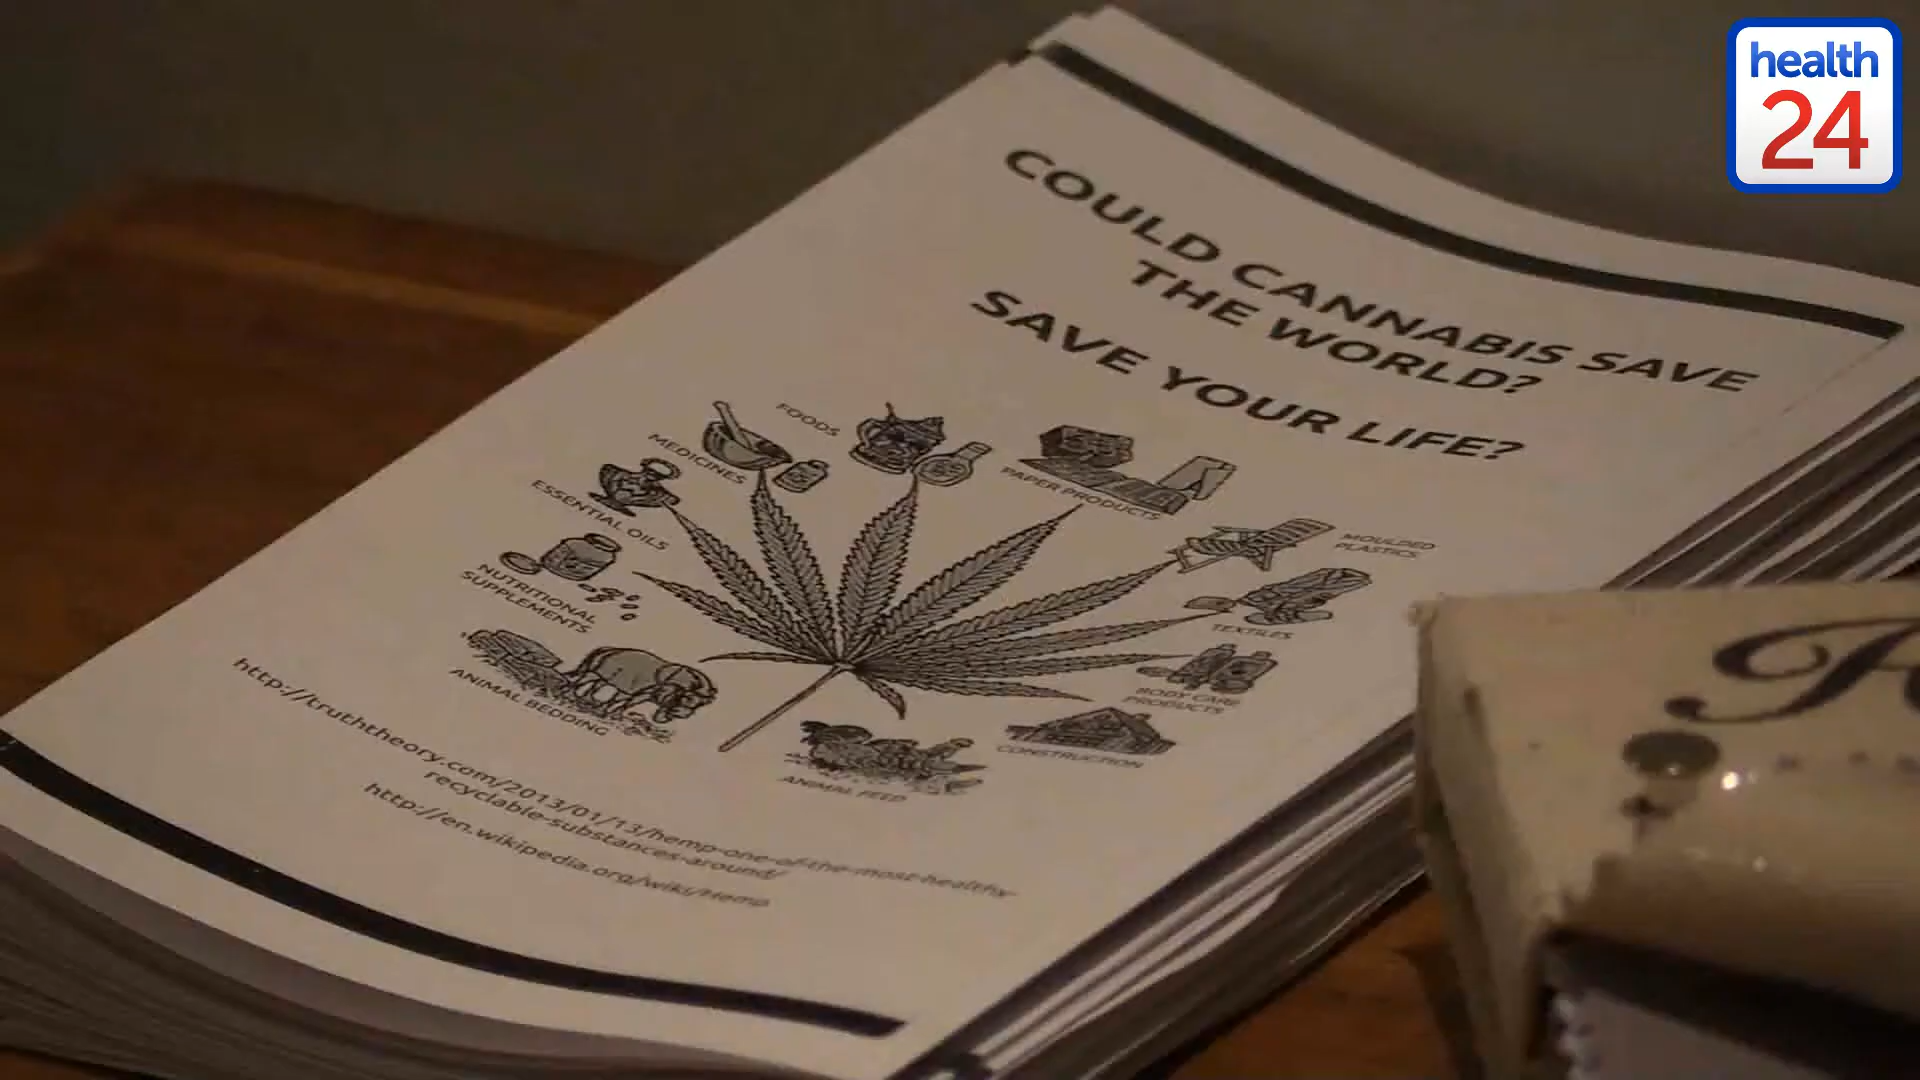 health
24
COULD CANNABIS SAVE
THE WORLD?
SAVE YOUR LIFE?
FOODS
MEDICINES
PAPER PRODUCTS
ESSENTIAL OILS
MOULDED
PLASTICS
NUTRITIONAL
SUPPLEMENTS
TEXTILES
ANIMAL BEDDING
BODY CARE
PRODUCTS
CONSTRUCTION
ANIMAL FEED
http://truththeory.com/2013/01/13/hemp-one-of-the-most-healthy-
recyclable-substances-around/
http://en.wikipedia.org/wiki/Hemp